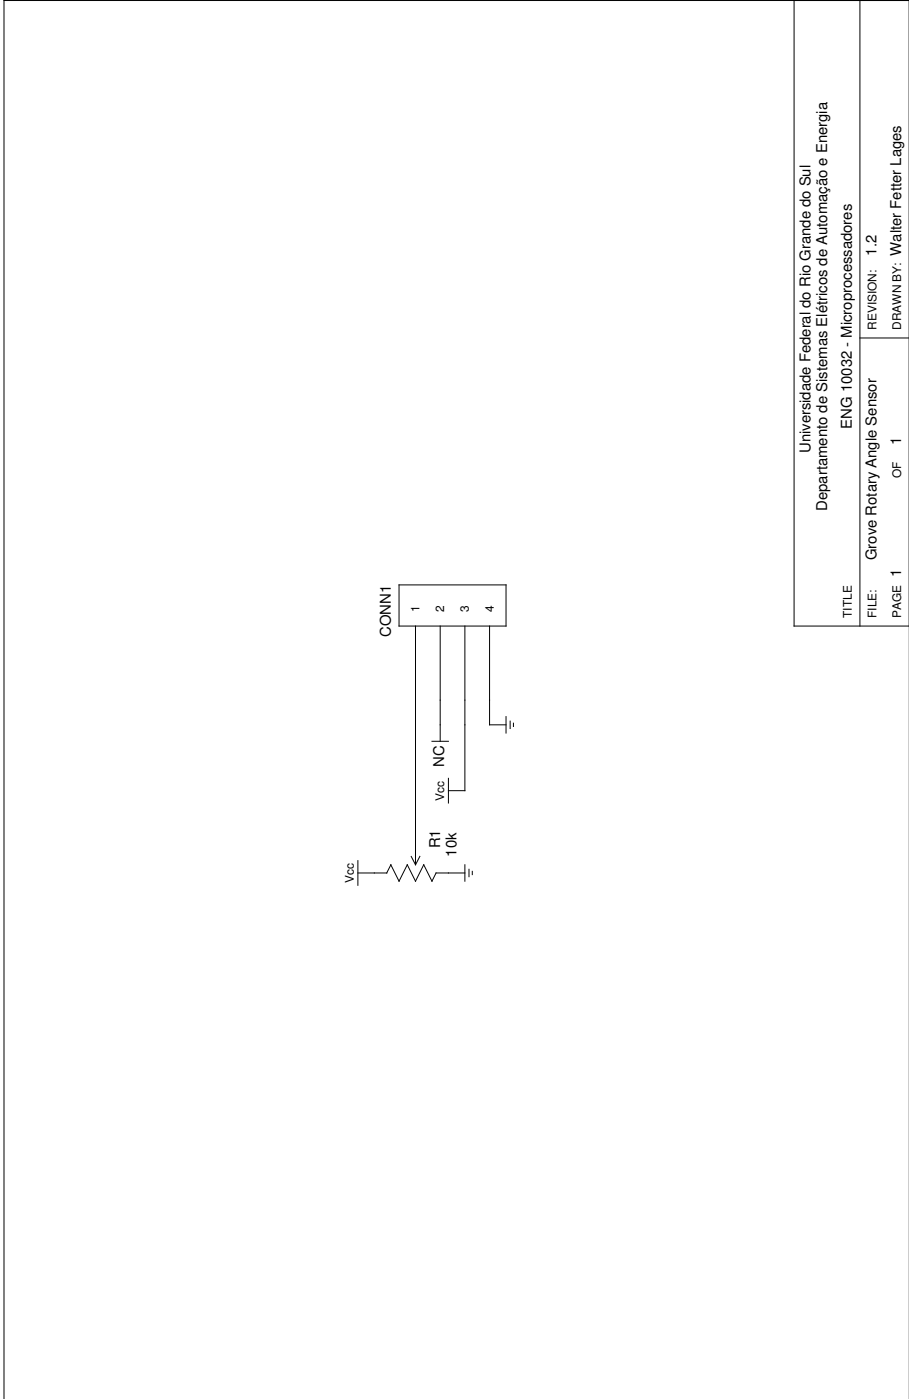 CONN1
1
2
3
4
NC
Vcc
R1
10k
Vcc
Universidade Federal do Rio Grande do Sul
Departamento de Sistemas Elétricos de Automação e Energia
TITLE ENG 10032 - Microprocessadores
FILE: Grove Rotary Angle Sensor REVISION: 1.2
PAGE 1 OF 1 DRAWN BY: Walter Fetter Lages